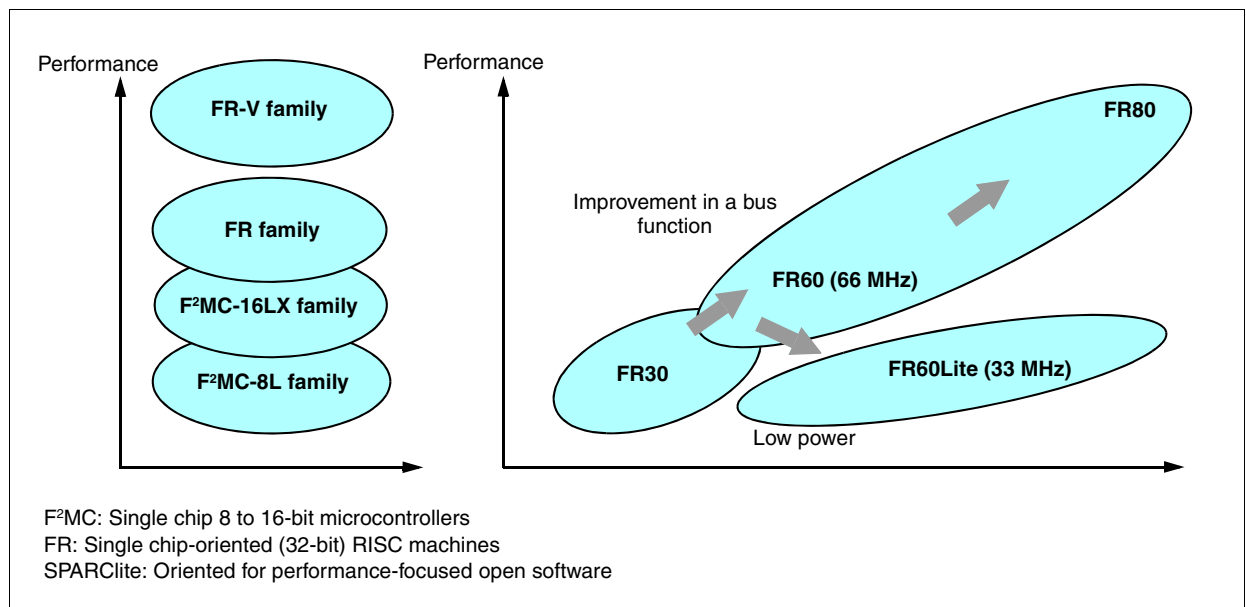 Performance
FR-V family
FR family
F²MC-16LX family
F²MC-8L family
Performance
FR80
Improvement in a bus
function
FR60 (66 MHz)
FR30
FR60Lite (33 MHz)
Low power
F²MC: Single chip 8 to 16-bit microcontrollers
FR: Single chip-oriented (32-bit) RISC machines
SPARClite: Oriented for performance-focused open software